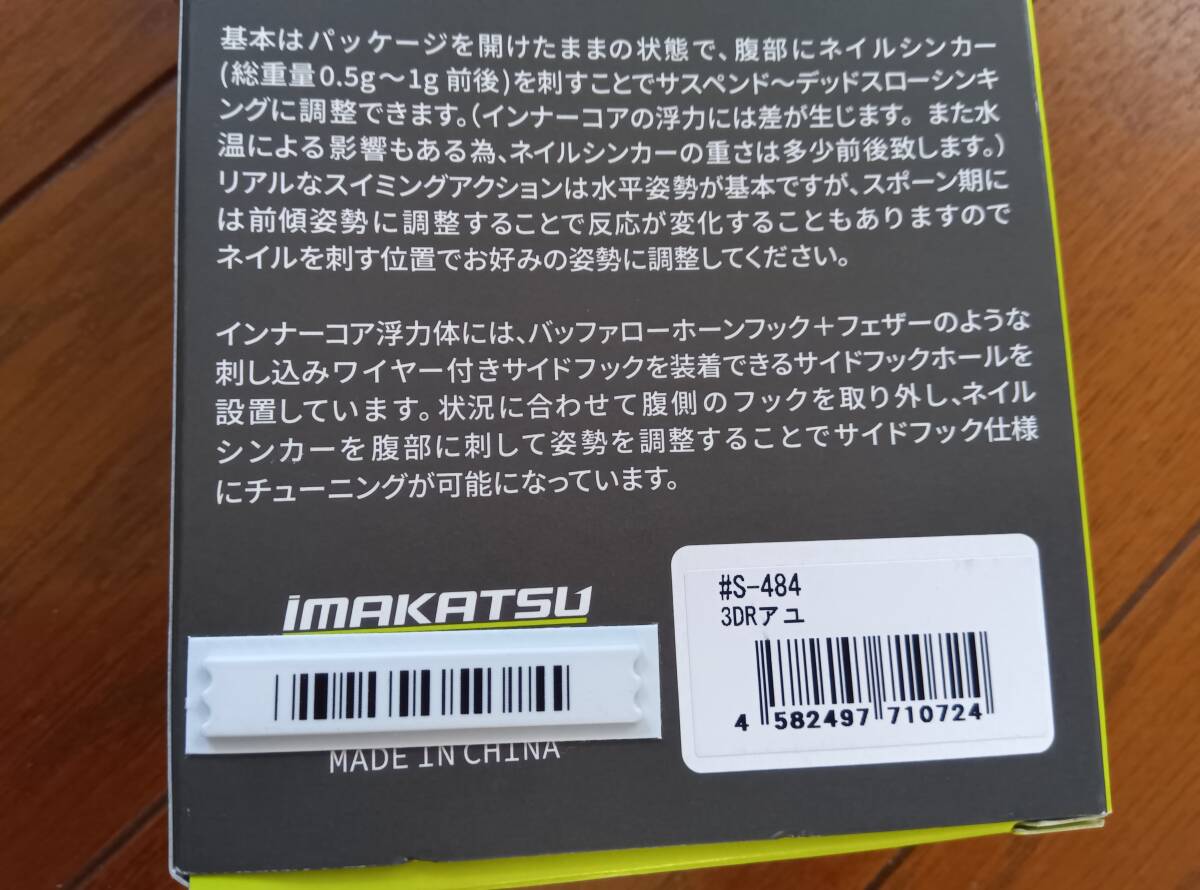 基本はパッケージを開けたままの状態で、腹部にネイルシンカー
(総重量0.5g〜1g前後)を刺すことでサスペンド〜デッドスローシンキ
ングに調整できます。(インナーコアの浮力には差が生じます。また水
温による影響もある為、ネイルシンカーの重さは多少前後致します。)
リアルなスイミングアクションは水平姿勢が基本ですが、スポーン期に
は前傾姿勢に調整することで反応が変化することもありますので
ネイルを刺す位置でお好みの姿勢に調整してください。
インナーコア浮力体には、バッファローホーンフック+フェザーのような
刺し込みワイヤー付きサイドフックを装着できるサイドフックホールを
設置しています。状況に合わせて腹側のフックを取り外し、ネイル
シンカーを腹部に刺して姿勢を調整することでサイドフック仕様
にチューニングが可能になっています。
imAKATSU
MADE IN CHINA
#S-484
3DRアユ
4 582497 710724